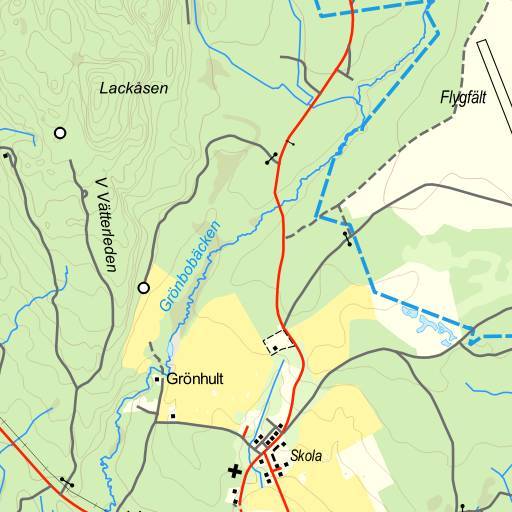 Lackåsen
Flygfält
V Vätterleden
Grönbobäcken
Grönhult
Skola